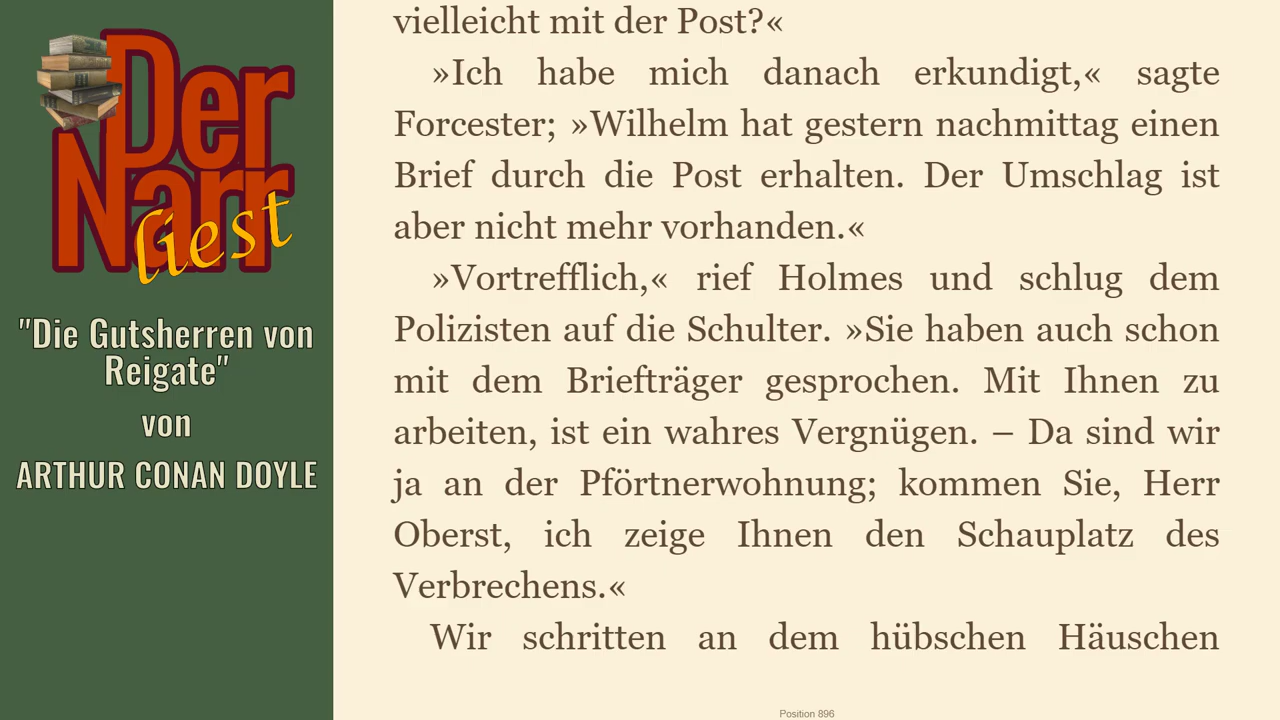 Der
Narr
liest
"Die Gutsherren von
Reigate"
von
ARTHUR CONAN DOYLE
vielleicht mit der Post?«
»Ich habe mich danach erkundigt,« sagte
Forcester; »Wilhelm hat gestern nachmittag einen
Brief durch die Post erhalten. Der Umschlag ist
aber nicht mehr vorhanden.«
»Vortrefflich,« rief Holmes und schlug dem
Polizisten auf die Schulter. »Sie haben auch schon
mit dem Briefträger gesprochen. Mit Ihnen zu
arbeiten, ist ein wahres Vergnügen. – Da sind wir
ja an der Pförtnerwohnung; kommen Sie, Herr
Oberst, ich zeige Ihnen den Schauplatz des
Verbrechens.«
Wir schritten an dem hübschen Häuschen
Position 896